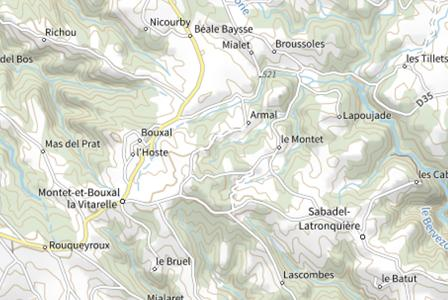 Nicourby
Béale Baysse
Richou
Mialet
Broussoles
del Bos
les Tillets
521
D35
Armal
Lapoujade
Bouxal
l'Hoste
le Montet
Mas del Prat
les Cab
Montet-et-Bouxal
la Vitarelle
Sabadel-
Latronquière
Rouqueyroux
le Bruel
Lascombes
le Batut
Mialaret